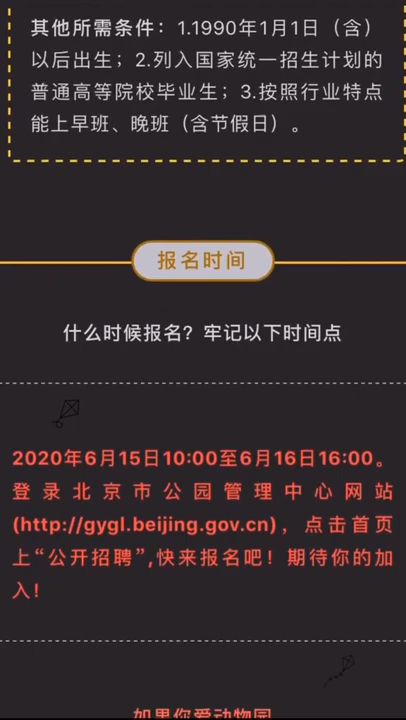 其他所需条件：1.1990年1月1日（含）
以后出生；2.列入国家统一招生计划的
普通高等院校毕业生；3.按照行业特点
能上早班、晚班（含节假日）。
报名时间
什么时候报名？牢记以下时间点
2020年6月15日10:00至6月16日16:00。
登录北京市公园管理中心网站
(http://gygl.beijing.gov.cn)，点击首页
上“公开招聘”,快来报名吧！期待你的加
入！
如果你爱动物园